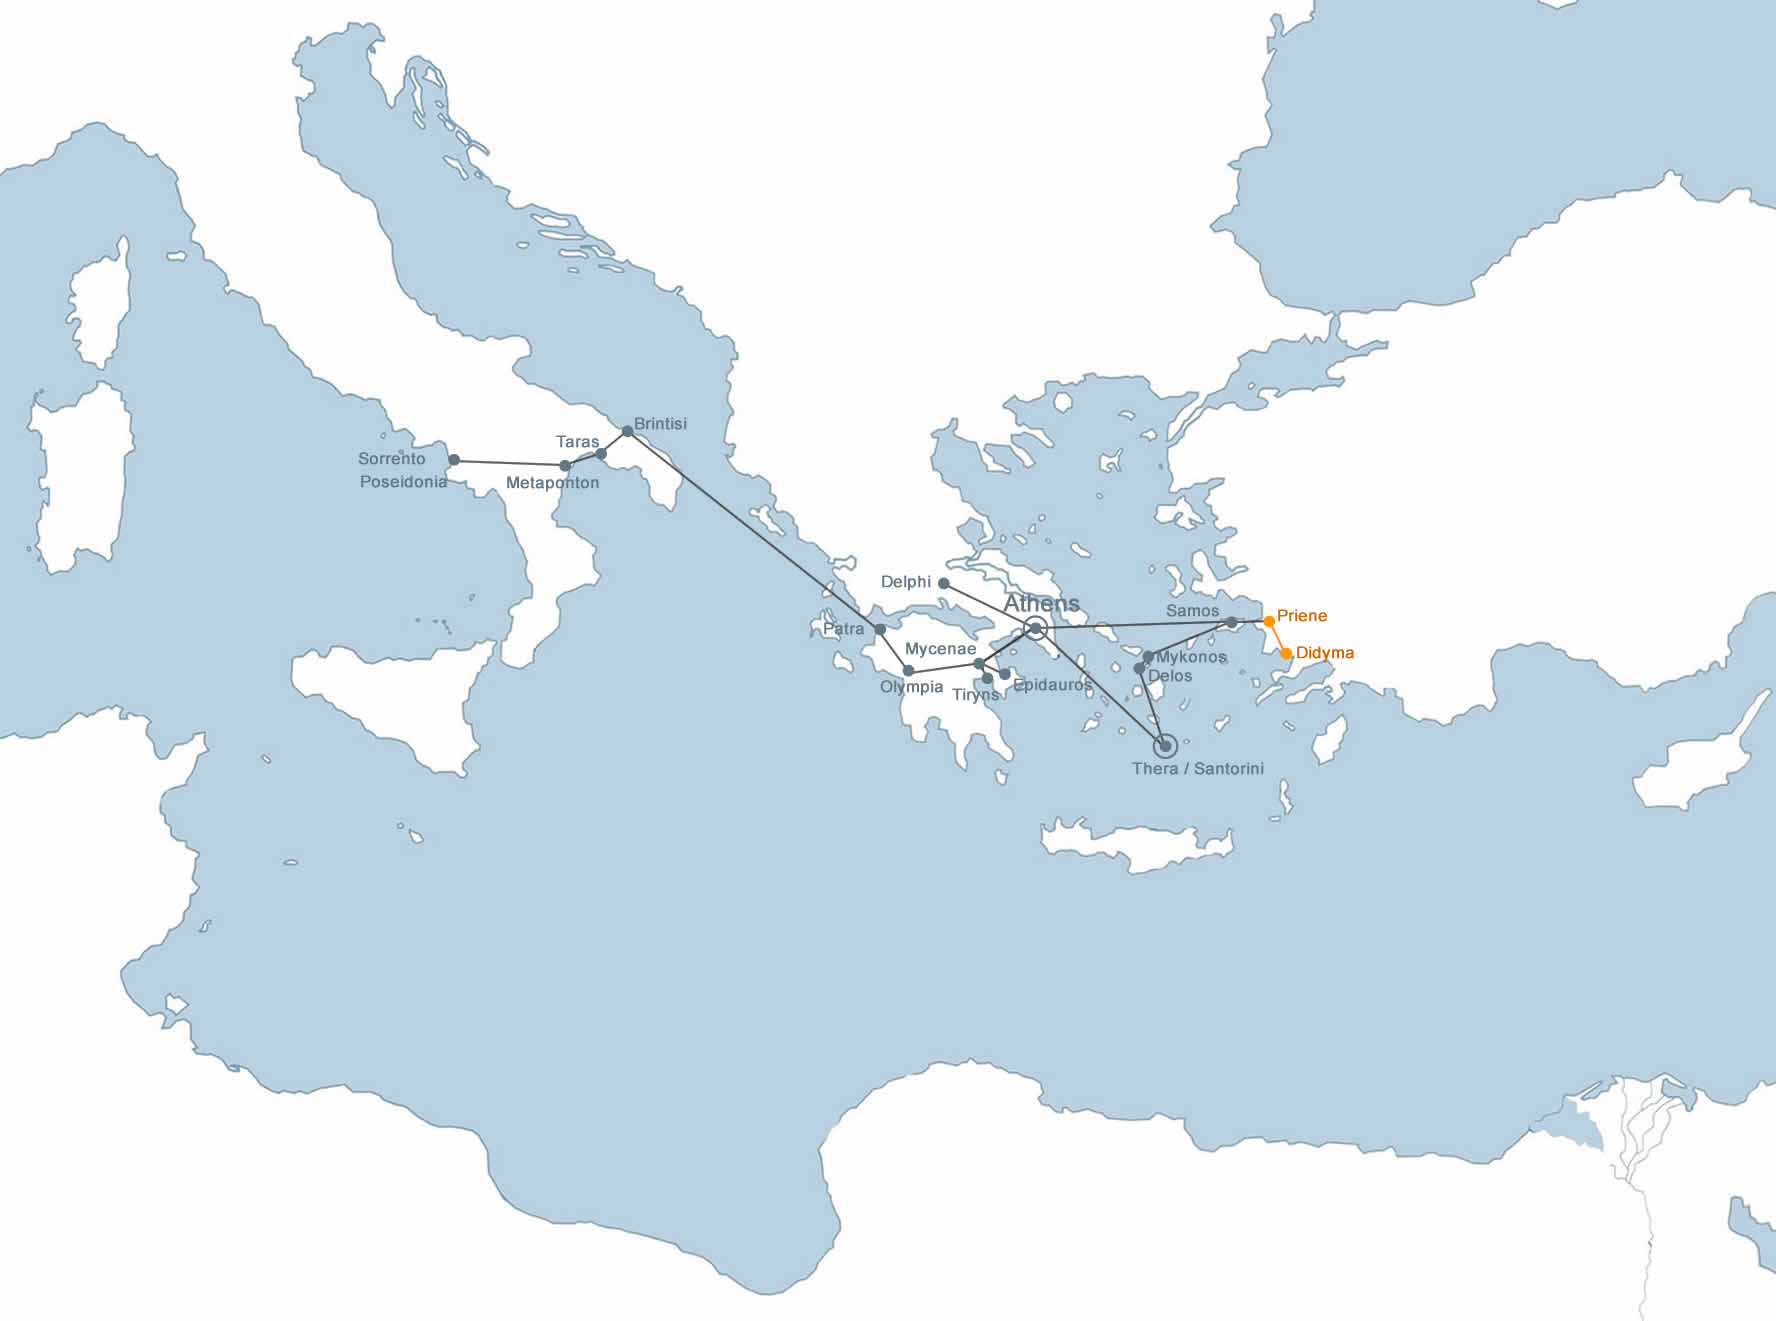 Brintisi
Taras
Sorrento
Poseidonia
Metaponton
Delphi
Athens
Samos
Priene
Patra
Mycenae
Didyma
Mykonos
Delos
Olympia
Tiryns
Epidauros
Thera / Santorini